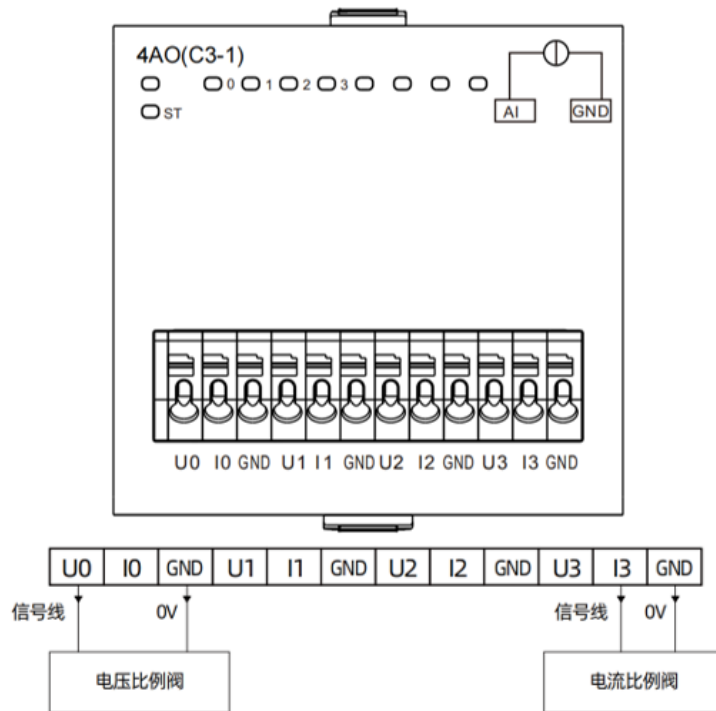 4AO(C3-1)
0 1 2 3
ST
AI GND
U0 I0 GND U1 I1 GND U2 I2 GND U3 I3 GND
U0 I0 GND U1 I1 GND U2 I2 GND U3 I3 GND
信号线 0V 信号线 0V
电压比例阀 电流比例阀